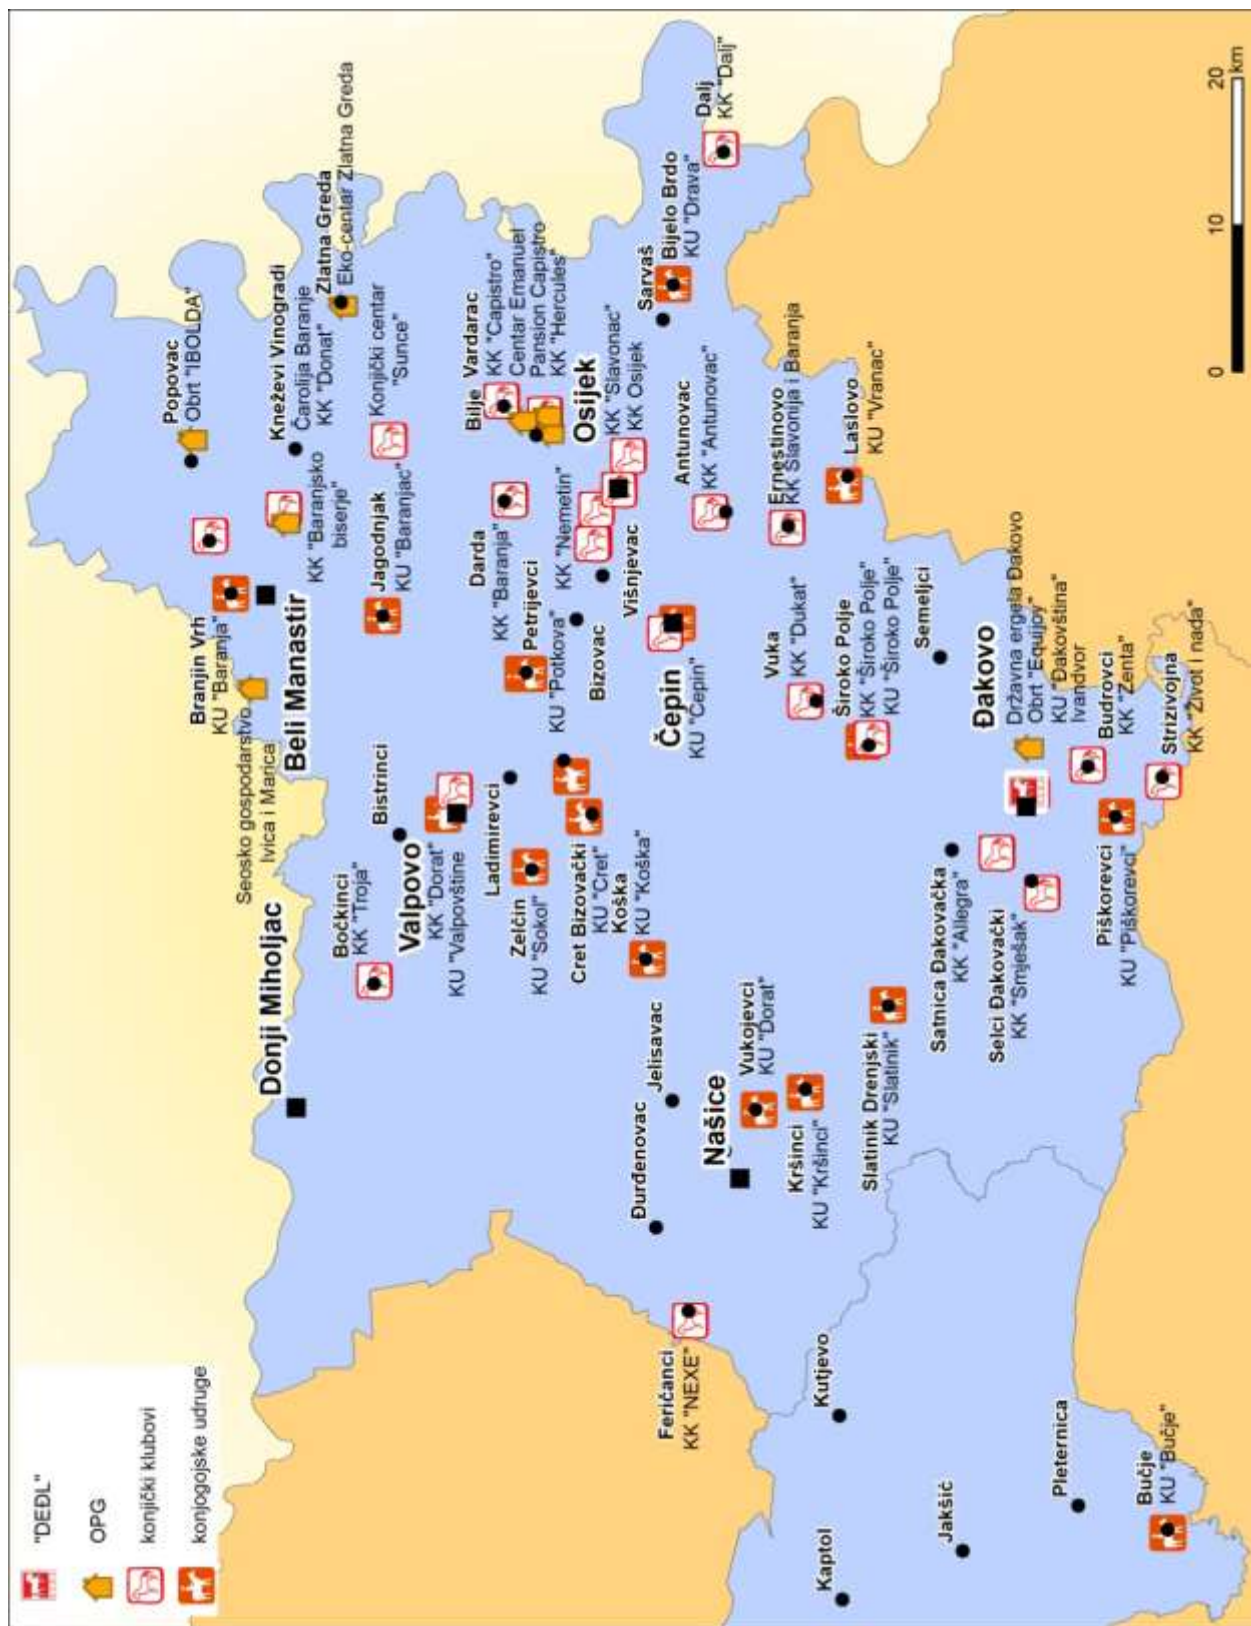 "DEĐL"
OPG
konjički klubovi
konjogojske udruge
Popovac
Obrt "IBOLDA"
Kneževi Vinogradi
Čarolija Baranje
KK "Donat"
Zlatna Greda
Eko-centar Zlatna Greda
KK "Baransko
biserje"
Konjički centar
"Sunce"
Branjin Vrh
KU "Baranja"
Beli Manastir
Seosko gospodarstvo
Ivica i Marica
Donji Miholjac
Jagodnjak
KU "Baranjac"
Bilje
Vardarac
KK "Capistro"
Centar Emanuel
Pansion Capistro
KK "Hercules"
Osijek
KK "Slavonac"
KK Osijek
Darda
KK "Baranja"
Petrijevci
KU "Potkova"
KK "Nemetin"
Bizovac
Višnjevac
Sarvaš
Bijelo Brdo
KU "Drava"
Dalj
KK "Dalj"
Antunovac
KK "Antunovac"
Ernestinovo
KK Slavonija i Baranja
Laslovo
KU "Vranac"
Čepin
KU "Čepin"
Vuka
KK "Dukat"
Široko Polje
KK "Široko Polje"
KU "Široko Polje"
Semeljci
Bistrinci
Bočkinci
KK "Troja"
Valpovo
KK "Dorat"
KU "Valpovštine
Ladimirevci
Zelčin
KU "Sokol"
Cret Bizovački
KU "Cret"
Koška
KU "Koška"
Jelisavac
Đurđenovac
Našice
Vukojevci
KU "Dorat"
Kršinci
KU "Kršinci"
Slatinik Drenjski
KU "Slatinik"
Satnica Đakovačka
KK "Allegra"
Selci Đakovački
KK "Smješak"
Đakovo
Državna ergela Đakovo
Obrt "Equijoy"
KU "Đakovština"
Ivandvor
Budrovci
KK "Zenta"
Piškorevci
KU "Piškorevci"
Strizivojna
KK "Život i nada"
Feričanci
KK "NEXE"
Kutjevo
Kaptol
Jakšić
Pleternica
Bučje
KU "Bučje"
0 10 20
km